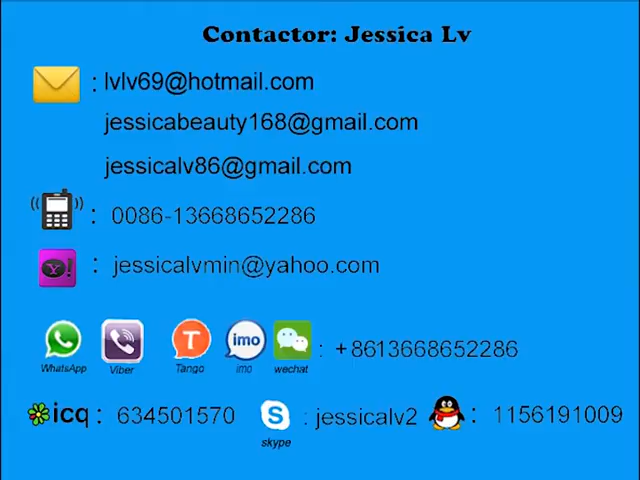 Contactor: Jessica Lv
: lvlv69@hotmail.com
jessicabeauty168@gmail.com
jessicalv86@gmail.com
: 0086-13668652286
Y! : jessicalvmin@yahoo.com
T imo : +8613668652286
WhatsApp Viber Tango imo wechat
icq : 634501570 S : jessicalv2 : 1156191009
skype